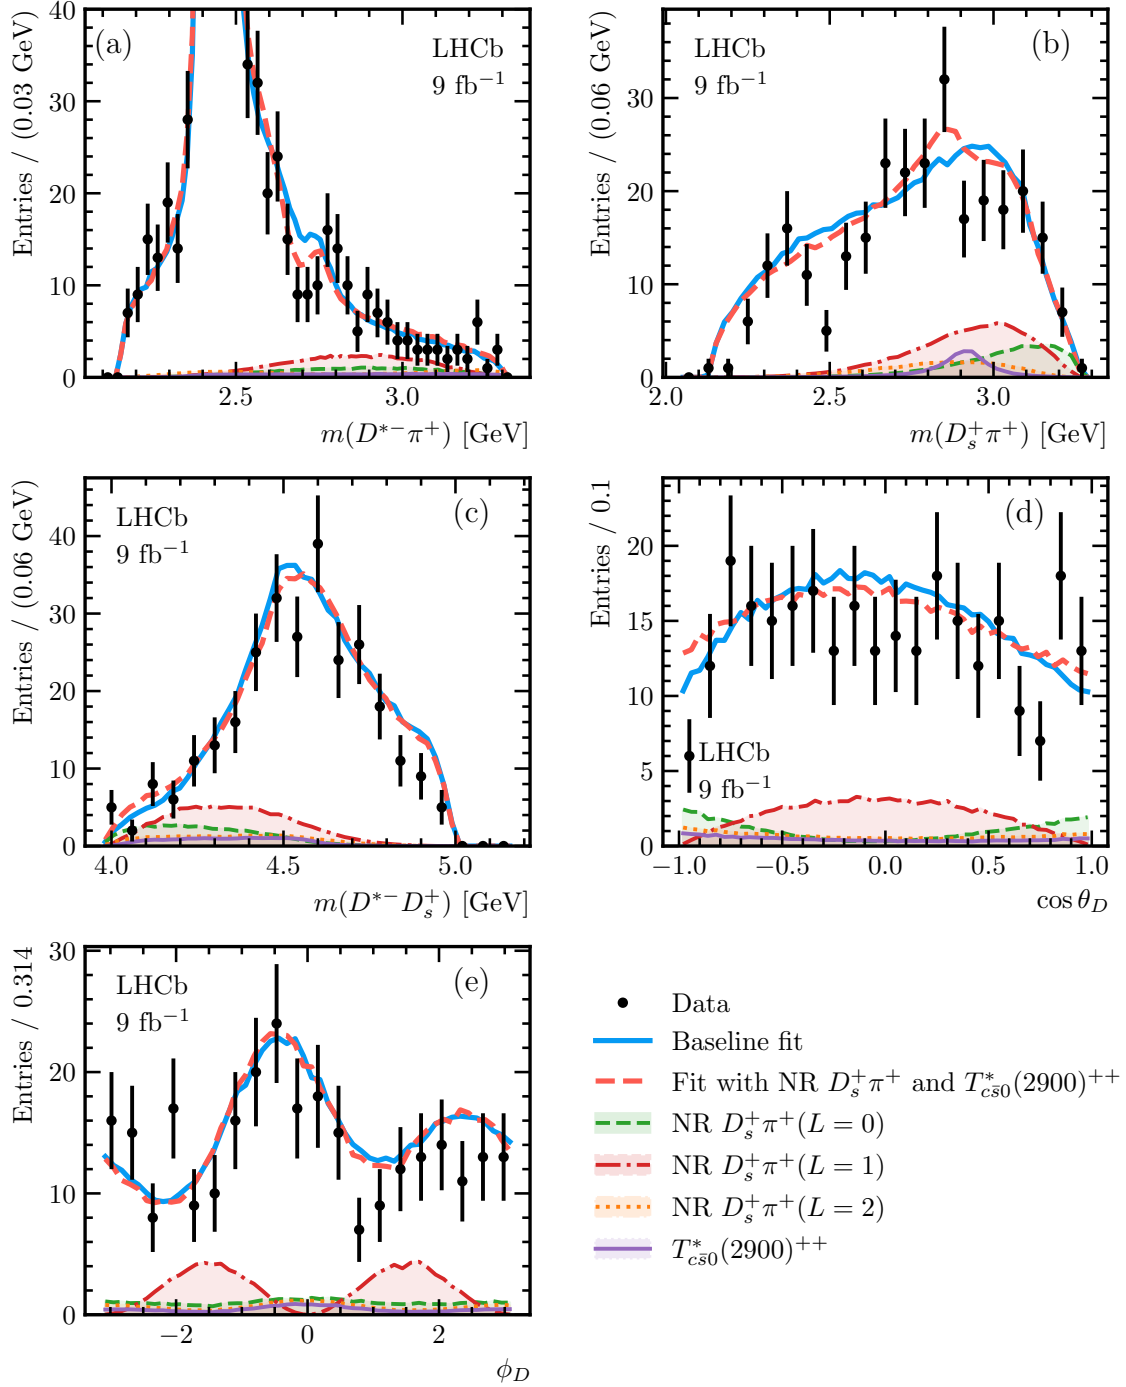 (a)
LHCb
9 fb⁻¹
Entries / (0.03 GeV)
40
30
20
10
0
2.5
3.0
m(D*⁻π⁺) [GeV]
(b)
LHCb
9 fb⁻¹
Entries / (0.06 GeV)
30
20
10
0
2.0
2.5
3.0
m(Dₛ⁺π⁺) [GeV]
(c)
LHCb
9 fb⁻¹
Entries / (0.06 GeV)
40
30
20
10
0
4.0
4.5
5.0
m(D*⁻Dₛ⁺) [GeV]
(d)
LHCb
9 fb⁻¹
Entries / 0.1
20
15
10
5
0
−1.0
−0.5
0.0
0.5
1.0
cos θ_D
(e)
LHCb
9 fb⁻¹
Entries / 0.314
30
20
10
0
−2
0
2
ϕ_D
Data
Baseline fit
Fit with NR Dₛ⁺π⁺ and T*_{cs̄0}(2900)⁺⁺
NR Dₛ⁺π⁺(L = 0)
NR Dₛ⁺π⁺(L = 1)
NR Dₛ⁺π⁺(L = 2)
T*_{cs̄0}(2900)⁺⁺